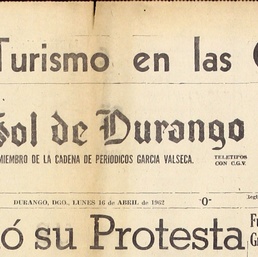 Turismo en las
Sol de Durango
MIEMBRO DE LA CADENA DE PERIODICOS GARCIA VALSECA.
TELETIPOS
CON C.G.V.
DURANGO, DGO., LUNES 16 de ABRIL de 1962
"O"
ó su Protesta